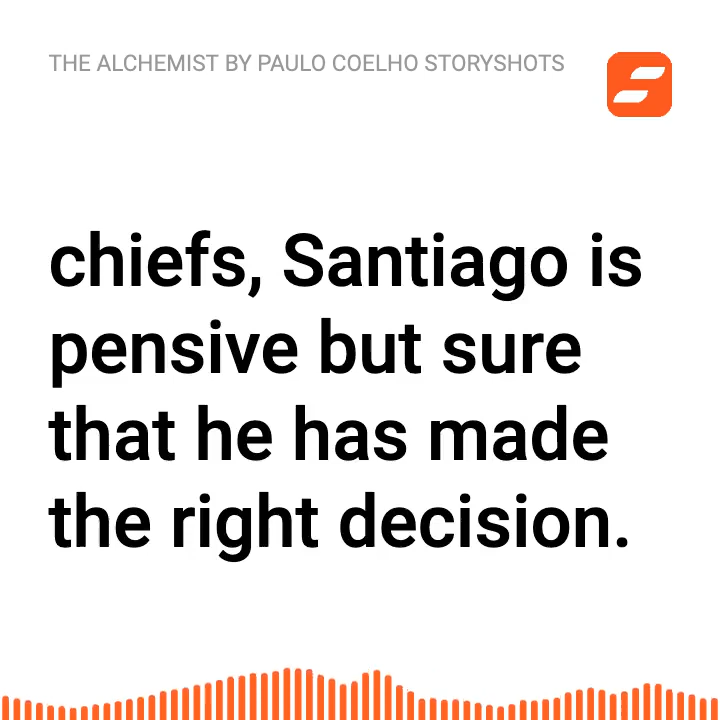 THE ALCHEMIST BY PAULO COELHO STORYSHOTS
chiefs, Santiago is
pensive but sure
that he has made
the right decision.